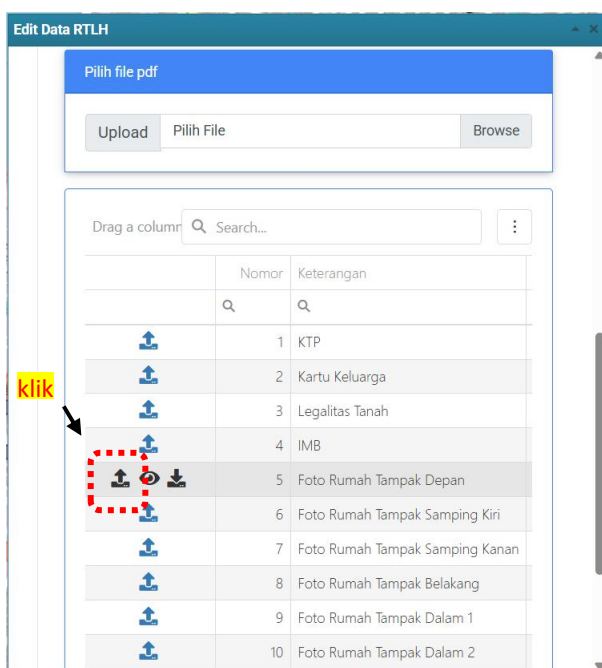 Edit Data RTLH
Pilih file pdf
Upload Pilih File Browse
Drag a column Search...
Nomor Keterangan
1 KTP
2 Kartu Keluarga
klik
3 Legalitas Tanah
4 IMB
5 Foto Rumah Tampak Depan
6 Foto Rumah Tampak Samping Kiri
7 Foto Rumah Tampak Samping Kanan
8 Foto Rumah Tampak Belakang
9 Foto Rumah Tampak Dalam 1
10 Foto Rumah Tampak Dalam 2